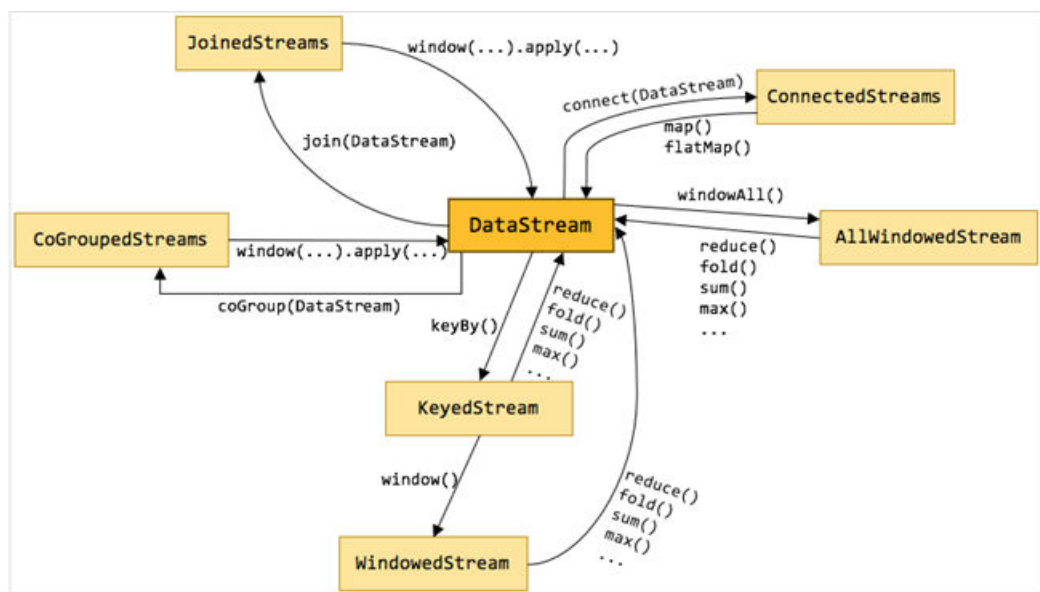 JoinedStreams
window(...).apply(...)
connect(DataStream)
ConnectedStreams
map()
flatMap()
join(DataStream)
windowAll()
DataStream
CoGroupedStreams
window(...).apply(...)
AllWindowedStream
reduce()
fold()
sum()
max()
...
coGroup(DataStream)
keyBy()
reduce()
fold()
sum()
max()
...
KeyedStream
window()
reduce()
fold()
sum()
max()
...
WindowedStream